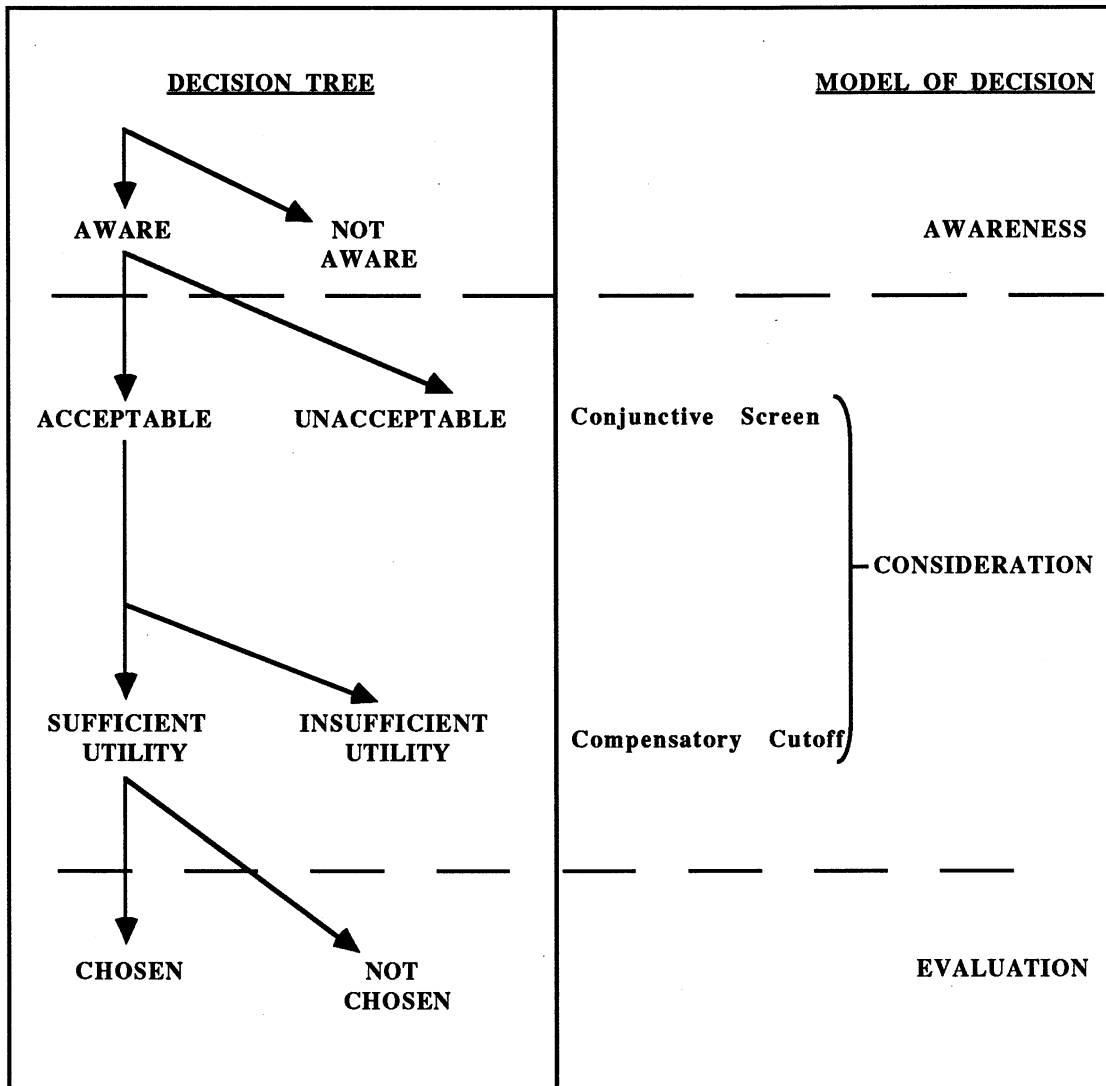 DECISION TREE
MODEL OF DECISION
AWARE
NOT
AWARE
AWARENESS
ACCEPTABLE
UNACCEPTABLE
Conjunctive Screen
CONSIDERATION
SUFFICIENT
UTILITY
INSUFFICIENT
UTILITY
Compensatory Cutoff
CHOSEN
NOT
CHOSEN
EVALUATION